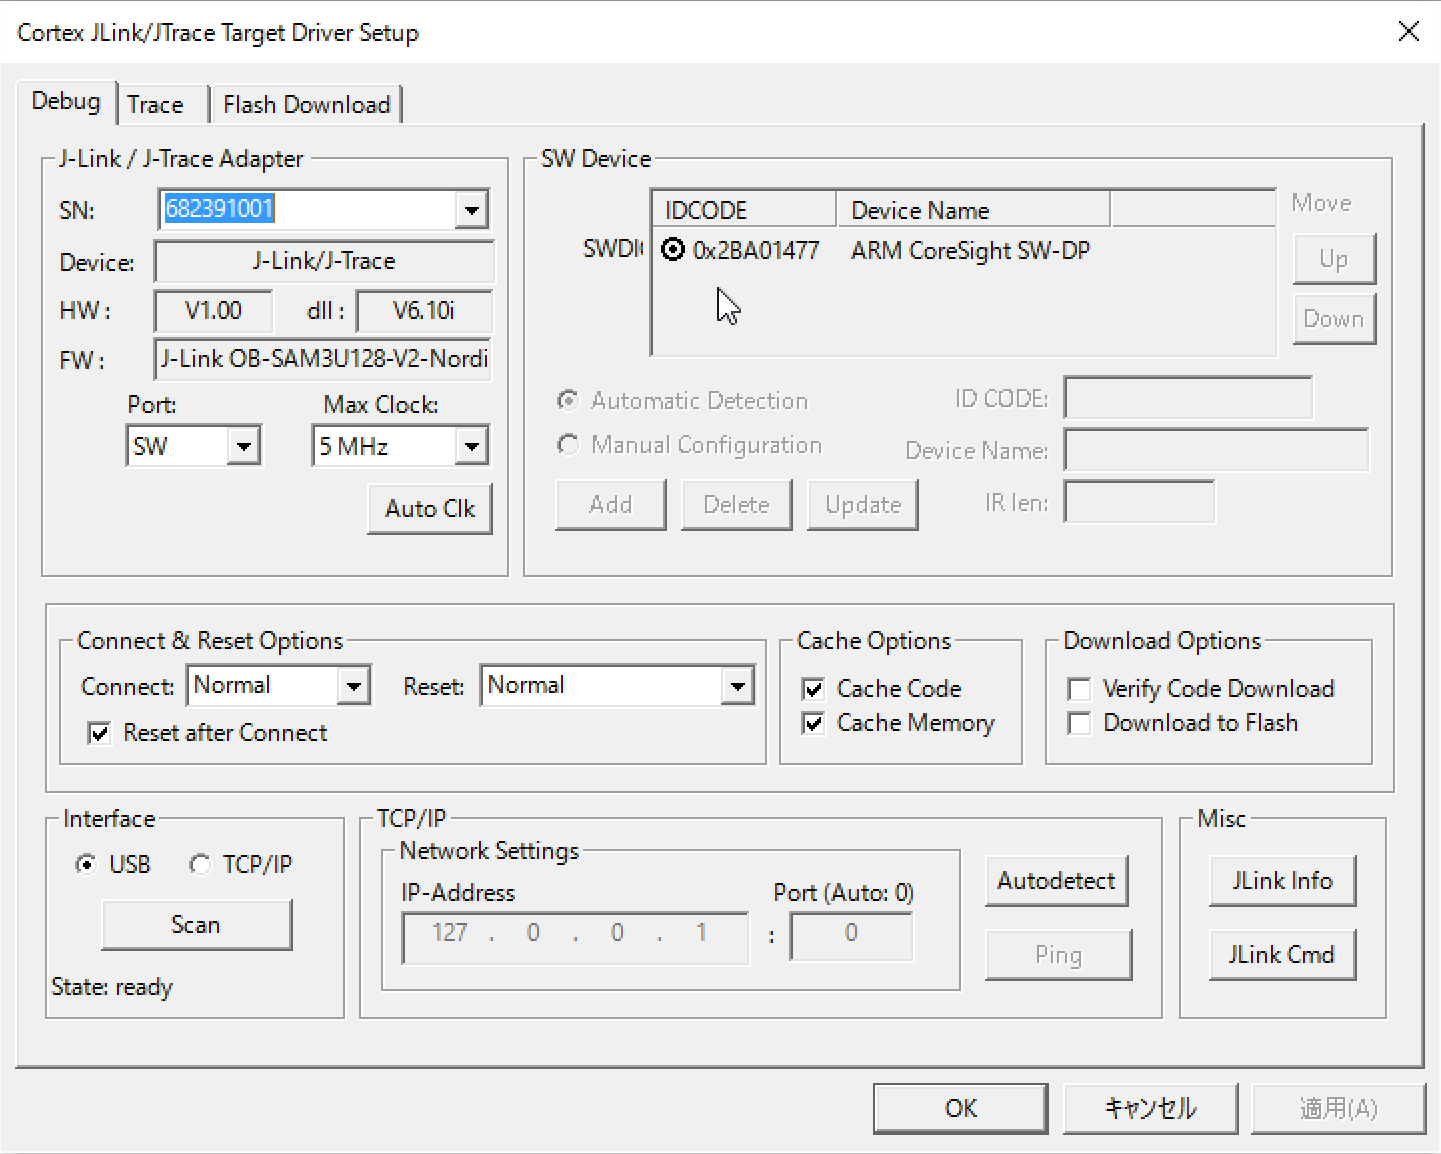 Cortex JLink/JTrace Target Driver Setup
Debug
Trace
Flash Download
J-Link / J-Trace Adapter
SN:
682391001
Device:
J-Link/J-Trace
HW :
V1.00
dll :
V6.10i
FW :
J-Link OB-SAM3U128-V2-Nordi
Port:
Max Clock:
SW
5 MHz
Auto Clk
SW Device
IDCODE
Device Name
Move
SWDI
0x2BA01477
ARM CoreSight SW-DP
Up
Down
Automatic Detection
Manual Configuration
ID CODE:
Device Name:
Add
Delete
Update
IR len:
Connect & Reset Options
Connect:
Normal
Reset:
Normal
Reset after Connect
Cache Options
Cache Code
Cache Memory
Download Options
Verify Code Download
Download to Flash
Interface
USB
TCP/IP
Scan
State: ready
TCP/IP
Network Settings
IP-Address
Port (Auto: 0)
127 . 0 . 0 . 1
:
0
Autodetect
Ping
Misc
JLink Info
JLink Cmd
OK
キャンセル
適用(A)